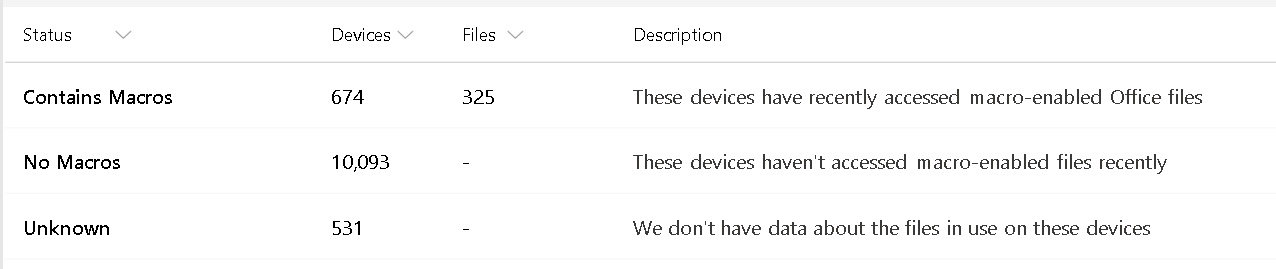 Status Devices Files Description
Contains Macros 674 325 These devices have recently accessed macro-enabled Office files
No Macros 10,093 - These devices haven't accessed macro-enabled files recently
Unknown 531 - We don't have data about the files in use on these devices